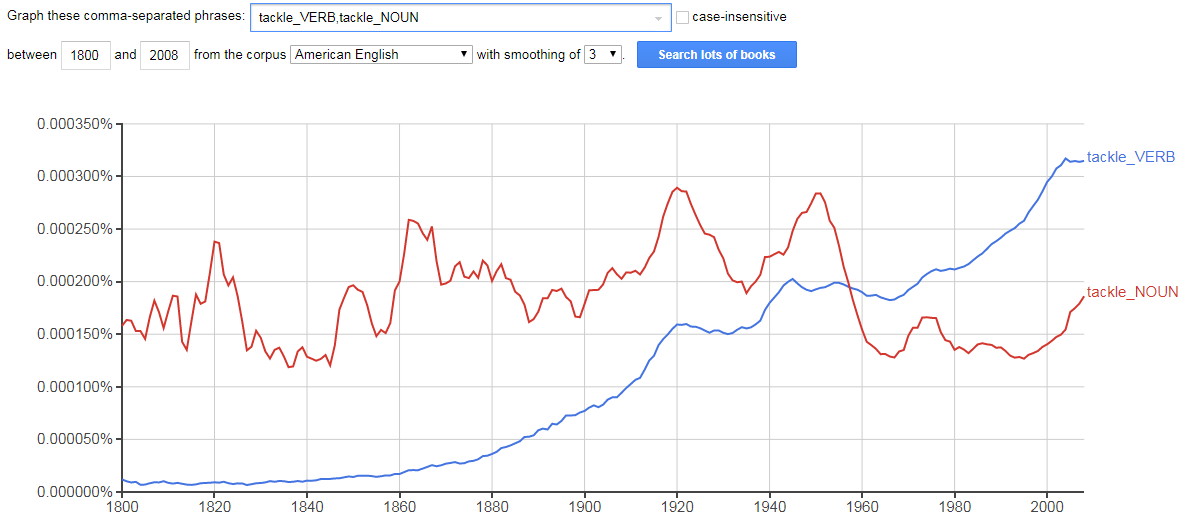 Graph these comma-separated phrases: tackle_VERB,tackle_NOUN case-insensitive
between 1800 and 2008 from the corpus American English with smoothing of 3 . Search lots of books
0.000350%
0.000300%
0.000250%
0.000200%
0.000150%
0.000100%
0.000050%
0.000000%
tackle_VERB
tackle_NOUN
1800 1820 1840 1860 1880 1900 1920 1940 1960 1980 2000